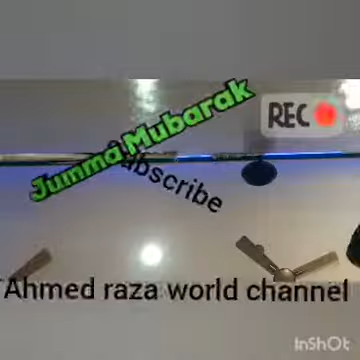 Jumma Mubarak
REC
Subscribe
Ahmed raza world channel
InShOt